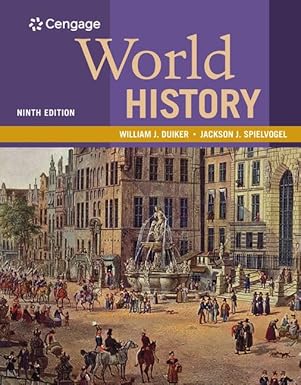 Cengage
World
HISTORY
NINTH EDITION
WILLIAM J. DUIKER • JACKSON J. SPIELVOGEL